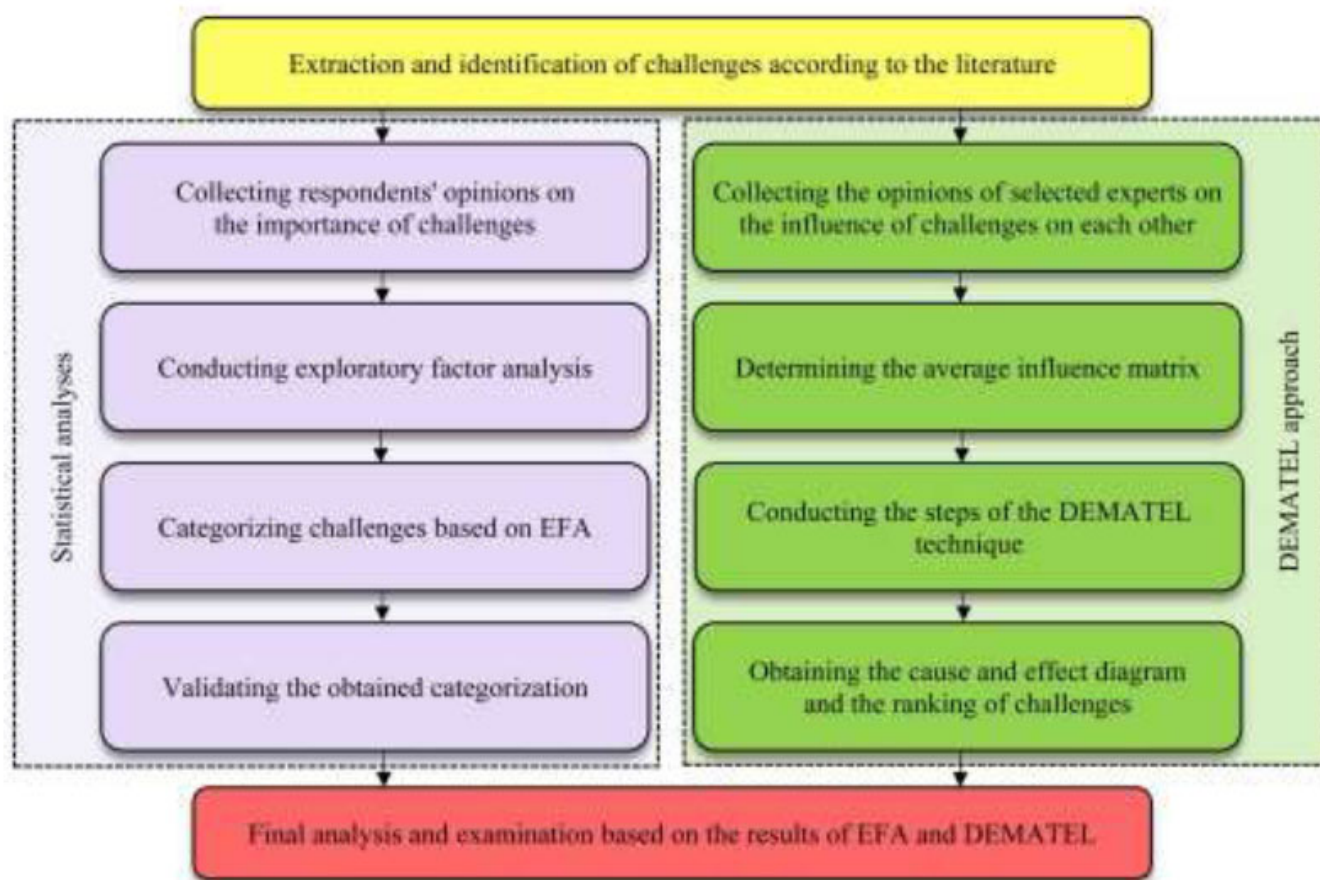 Extraction and identification of challenges according to the literature
Statistical analyses
Collecting respondents' opinions on
the importance of challenges
Conducting exploratory factor analysis
Categorizing challenges based on EFA
Validating the obtained categorization
Collecting the opinions of selected experts on
the influence of challenges on each other
Determining the average influence matrix
Conducting the steps of the DEMATEL
technique
Obtaining the cause and effect diagram
and the ranking of challenges
DEMATEL approach
Final analysis and examination based on the results of EFA and DEMATEL